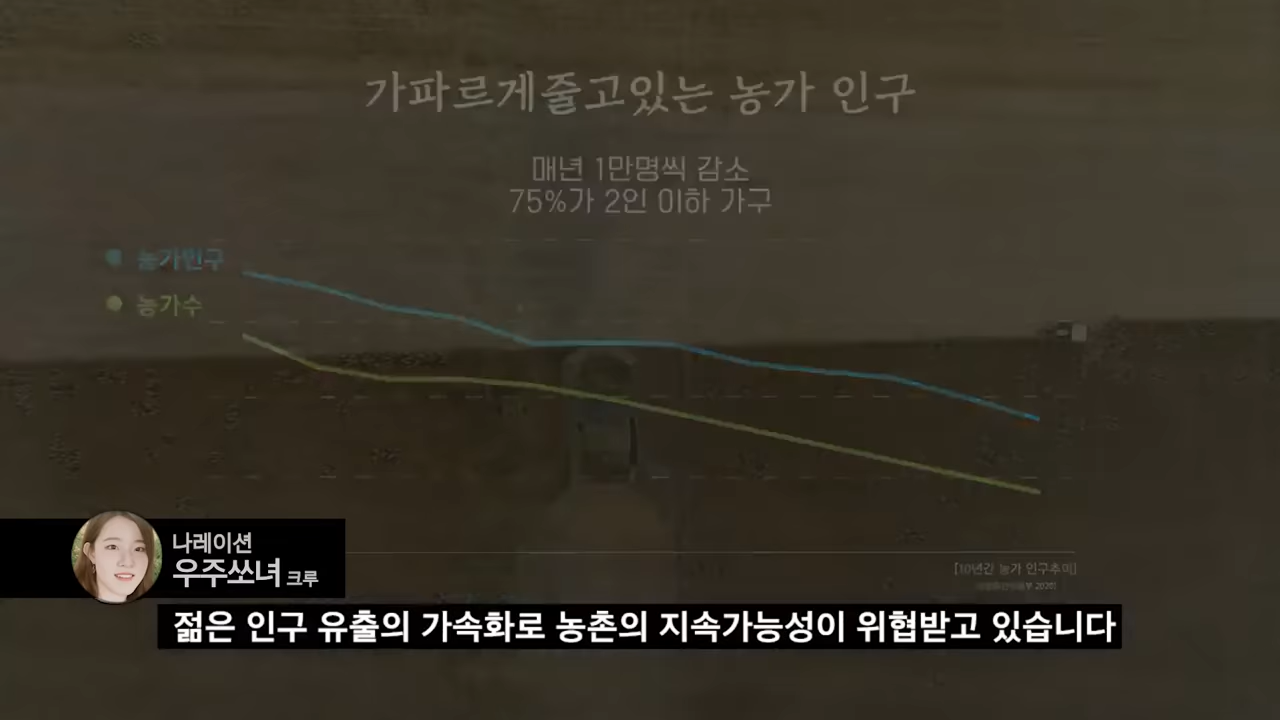 가파르게줄고있는 농가 인구
매년 1만명씩 감소
75%가 2인 이하 가구
농가인구
농가수
[10년간 농가 인구추이]
나레이션
우주쏘녀 크루
젊은 인구 유출의 가속화로 농촌의 지속가능성이 위협받고 있습니다